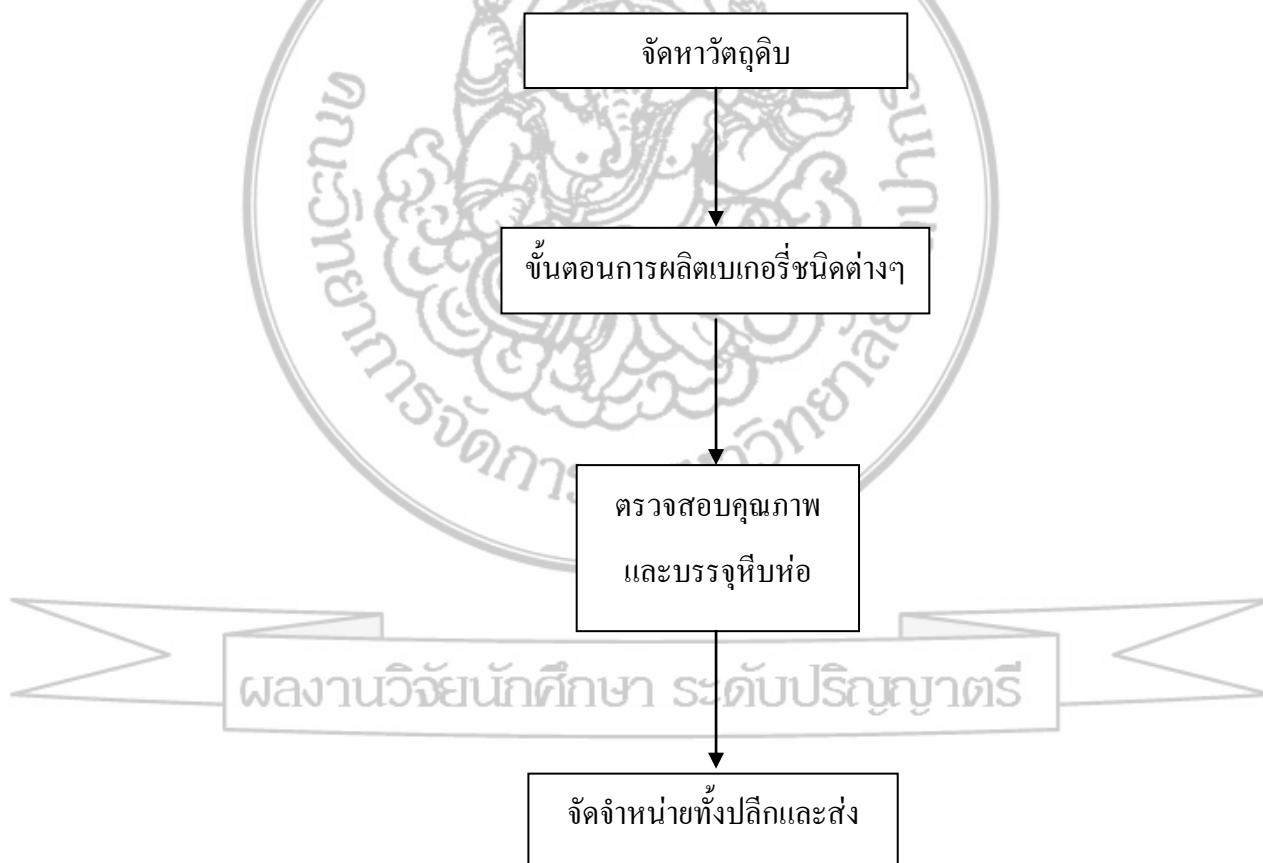 จัดหาวัตถุดิบ
ขั้นตอนการผลิตเบเกอรี่ชนิดต่างๆ
ตรวจสอบคุณภาพ
และบรรจุหีบห่อ
ผลงานวิจัยนักศึกษา ระดับปริญญาตรี
จัดจำหน่ายทั้งปลีกและส่ง